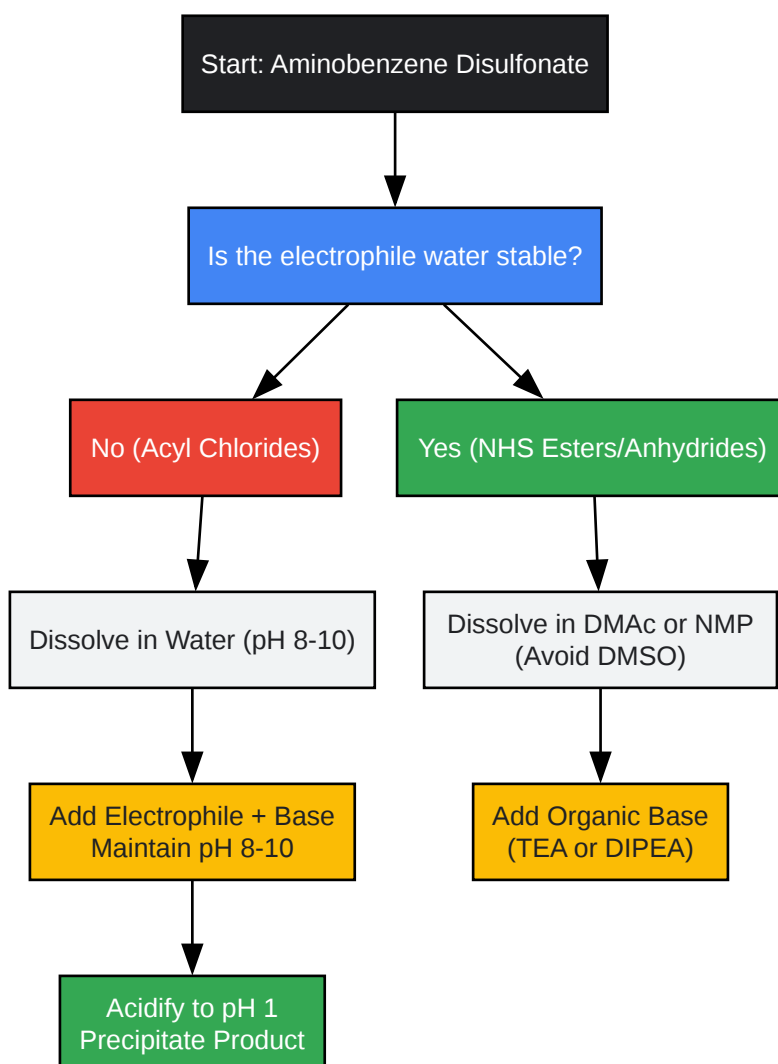 Start: Aminobenzene Disulfonate
Is the electrophile water stable?
No (Acyl Chlorides)
Yes (NHS Esters/Anhydrides)
Dissolve in Water (pH 8-10)
Dissolve in DMAc or NMP
(Avoid DMSO)
Add Electrophile + Base
Maintain pH 8-10
Add Organic Base
(TEA or DIPEA)
Acidify to pH 1
Precipitate Product